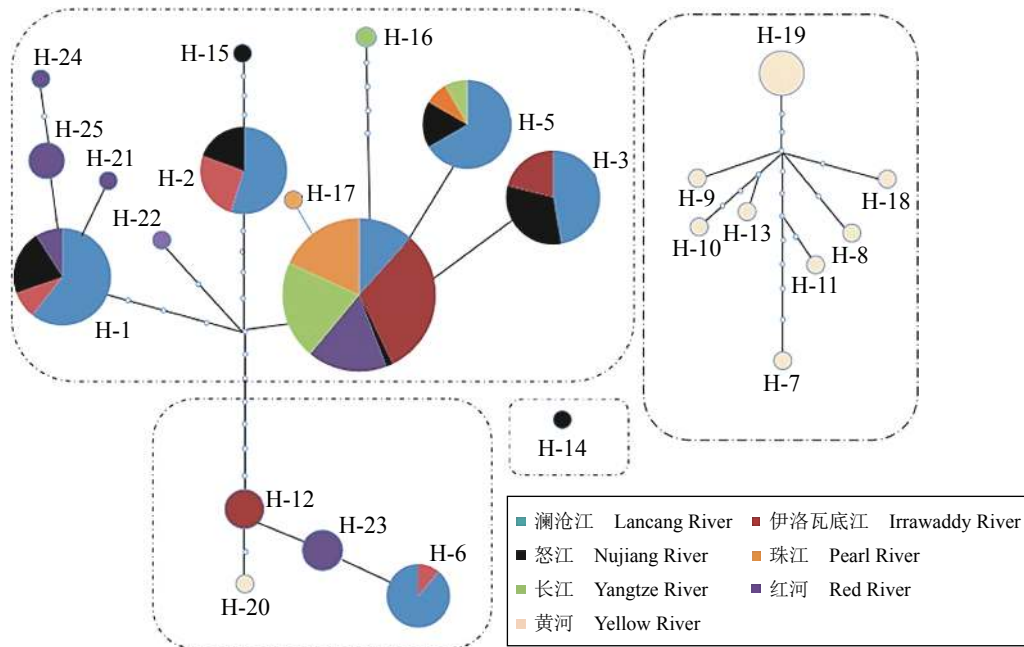 H-19
H-16
H-15
H-24
H-25
H-5
H-21
H-3
H-2
H-17
H-22
H-9
H-18
H-10
H-13
H-8
H-11
H-1
H-7
H-14
H-12
H-23
H-6
H-20
澜沧江 Lancang River 伊洛瓦底江 Irrawaddy River
怒江 Nujiang River 珠江 Pearl River
长江 Yangtze River 红河 Red River
黄河 Yellow River